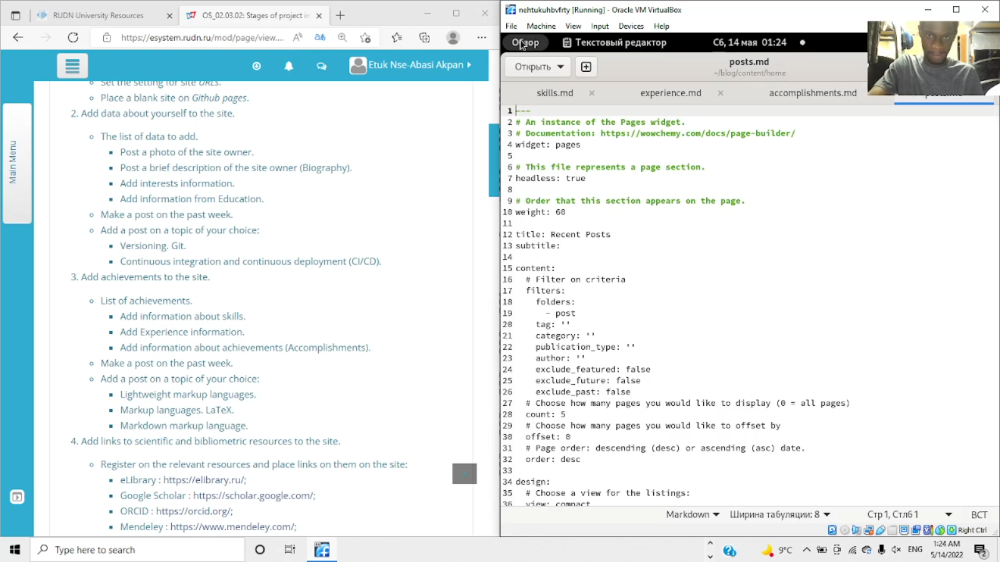 RUDN University Resources
OS_02.03.02: Stages of project in
https://esystem.rudn.ru/mod/page/view....
Etuk Nse-Abasi Akpan
Main Menu
Set the setting for site URLs.
Place a blank site on Github pages.
2. Add data about yourself to the site.
The list of data to add.
Post a photo of the site owner.
Post a brief description of the site owner (Biography).
Add interests information.
Add information from Education.
Make a post on the past week.
Add a post on a topic of your choice:
Versioning. Git.
Continuous integration and continuous deployment (CI/CD).
3. Add achievements to the site.
List of achievements.
Add information about skills.
Add Experience information.
Add information about achievements (Accomplishments).
Make a post on the past week.
Add a post on a topic of your choice:
Lightweight markup languages.
Markup languages. LaTeX.
Markdown markup language.
4. Add links to scientific and bibliometric resources to the site.
Register on the relevant resources and place links on them on the site:
eLibrary : https://elibrary.ru/;
Google Scholar : https://scholar.google.com/;
ORCID : https://orcid.org/;
Mendeley : https://www.mendeley.com/;
nehtukuhbvfrty [Running] - Oracle VM VirtualBox
File Machine View Input Devices Help
Обзор Текстовый редактор Сб, 14 мая 01:24
Открыть posts.md
~/blog/content/home
skills.md experience.md accomplishments.md
1 ---
2 # An instance of the Pages widget.
3 # Documentation: https://wowchemy.com/docs/page-builder/
4 widget: pages
5
6 # This file represents a page section.
7 headless: true
8
9 # Order that this section appears on the page.
10 weight: 60
11
12 title: Recent Posts
13 subtitle:
14
15 content:
16 # Filter on criteria
17 filters:
18 folders:
19 - post
20 tag: ''
21 category: ''
22 publication_type: ''
23 author: ''
24 exclude_featured: false
25 exclude_future: false
26 exclude_past: false
27 # Choose how many pages you would like to display (0 = all pages)
28 count: 5
29 # Choose how many pages you would like to offset by
30 offset: 0
31 # Page order: descending (desc) or ascending (asc) date.
32 order: desc
33
34 design:
35 # Choose a view for the listings:
36 view: compact
Markdown Ширина табуляции: 8 Стр 1, Стлб 1 ВСТ
Right Ctrl
Type here to search
9°C ENG 1:24 AM
5/14/2022
2